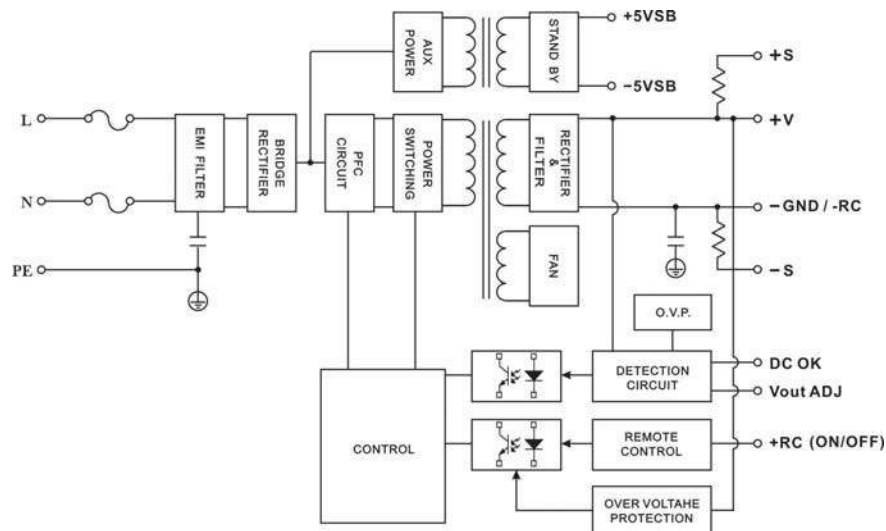 +5VSB
AUX
POWER
STAND BY
−5VSB
+S
L
EMI FILTER
BRIDGE
RECTIFIER
PFC
CIRCUIT
POWER
SWITCHING
RECTIFIER
&
FILTER
+V
N
−GND / -RC
PE
FAN
−S
O.V.P.
CONTROL
DETECTION
CIRCUIT
DC OK
Vout ADJ
REMOTE
CONTROL
+RC (ON/OFF)
OVER VOLTAHE
PROTECTION